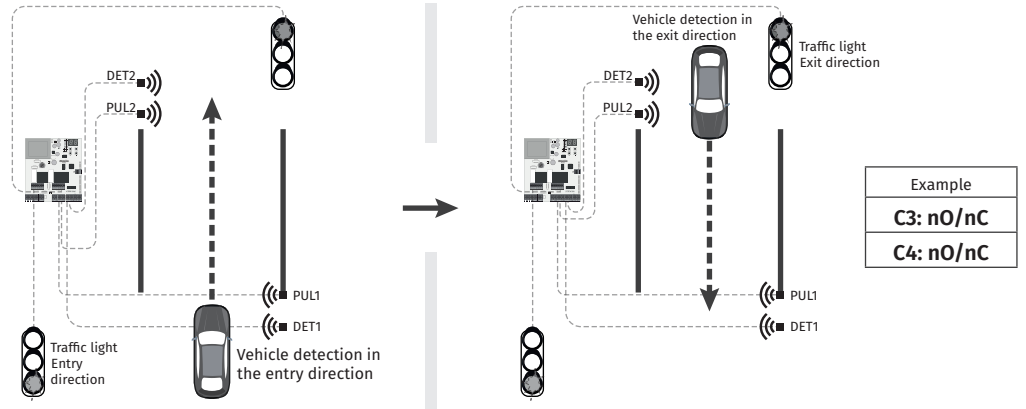 DET2
PUL2
PUL1
DET1
Traffic light
Entry
direction
Vehicle detection in
the entry direction
Vehicle detection in
the exit direction
Traffic light
Exit direction
DET2
PUL2
PUL1
DET1
Example
C3: nO/nC
C4: nO/nC